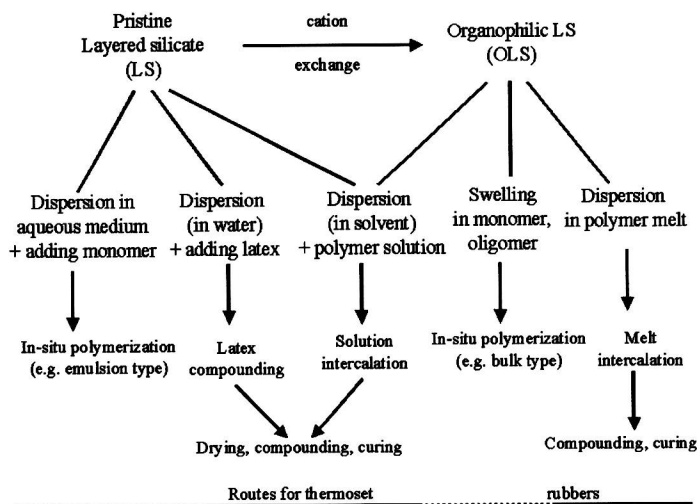 Pristine
Layered silicate
(LS)
cation
exchange
Organophilic LS
(OLS)
Dispersion in
aqueous medium
+ adding monomer
Dispersion
(in water)
+ adding latex
Dispersion
(in solvent)
+ polymer solution
Swelling
in monomer,
oligomer
Dispersion
in polymer melt
In-situ polymerization
(e.g. emulsion type)
Latex
compounding
Solution
intercalation
In-situ polymerization
(e.g. bulk type)
Melt
intercalation
Drying, compounding, curing
Compounding, curing
Routes for thermoset rubbers